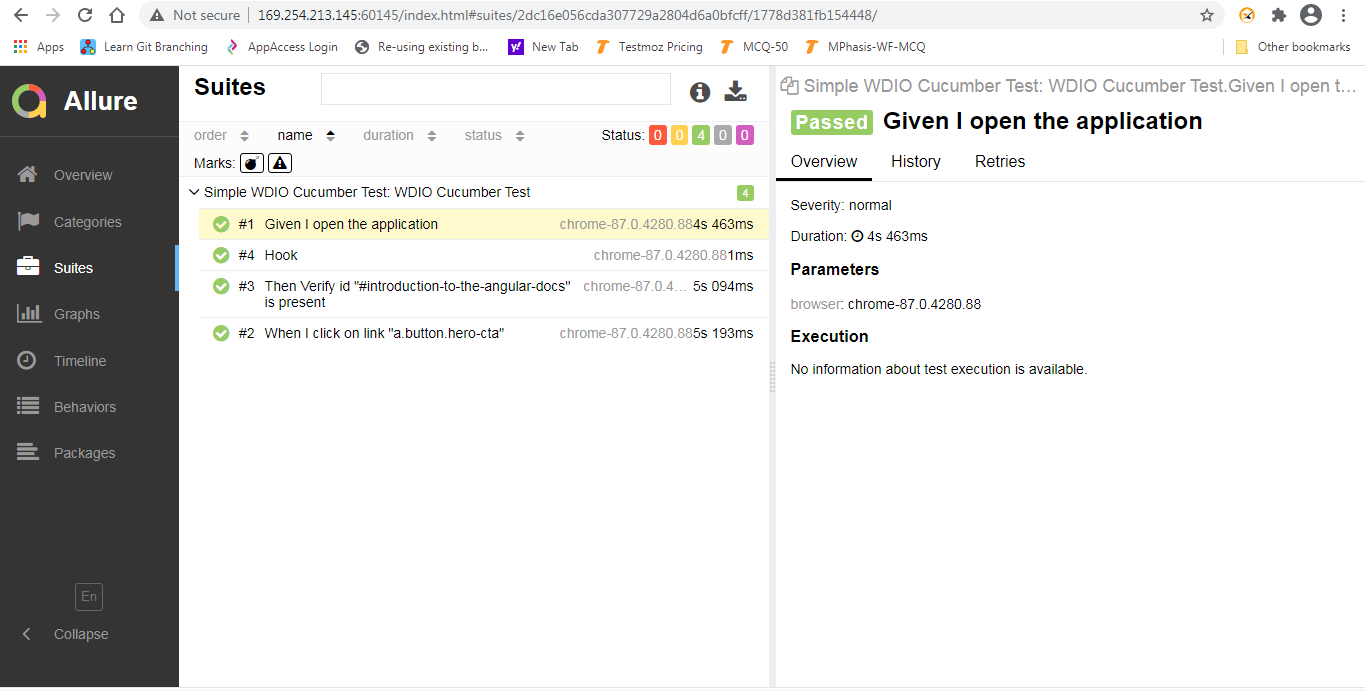 Not secure | 169.254.213.145:60145/index.html#suites/2dc16e056cda307729a2804d6a0bfcff/1778d381fb154448/
Apps Learn Git Branching AppAccess Login Re-using existing b... New Tab Testmoz Pricing MCQ-50 MPhasis-WF-MCQ Other bookmarks
Allure
Overview
Categories
Suites
Graphs
Timeline
Behaviors
Packages
En
Collapse
Suites
order name duration status Status: 0 0 4 0 0
Marks:
Simple WDIO Cucumber Test: WDIO Cucumber Test 4
#1 Given I open the application chrome-87.0.4280.884s 463ms
#4 Hook chrome-87.0.4280.881ms
#3 Then Verify id "#introduction-to-the-angular-docs" chrome-87.0.4... 5s 094ms
is present
#2 When I click on link "a.button.hero-cta" chrome-87.0.4280.885s 193ms
Simple WDIO Cucumber Test: WDIO Cucumber Test.Given I open t...
Passed Given I open the application
Overview History Retries
Severity: normal
Duration: 4s 463ms
Parameters
browser: chrome-87.0.4280.88
Execution
No information about test execution is available.